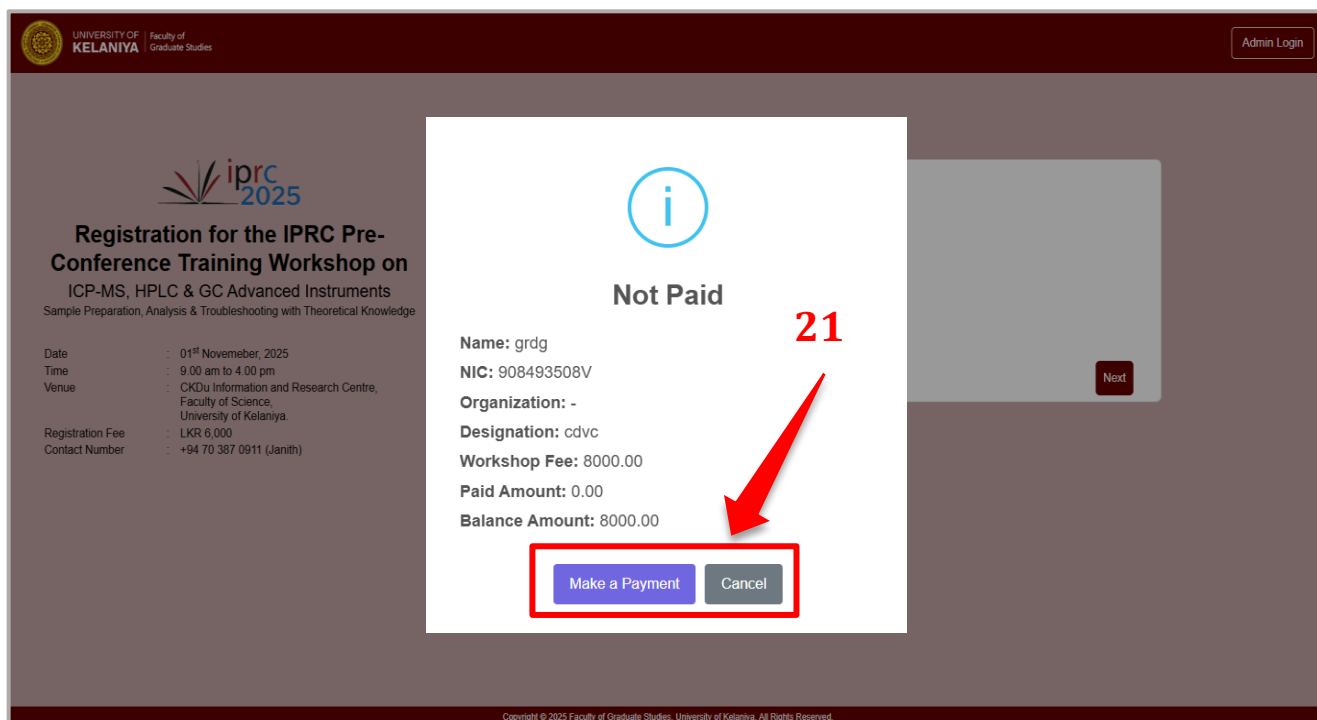 UNIVERSITY OF
KELANIYA
Faculty of
Graduate Studies
Admin Login
iprc
2025
Registration for the IPRC Pre-
Conference Training Workshop on
ICP-MS, HPLC & GC Advanced Instruments
Sample Preparation, Analysis & Troubleshooting with Theoretical Knowledge
Date : 01st Novemeber, 2025
Time : 9.00 am to 4.00 pm
Venue : CKDu Information and Research Centre,
Faculty of Science,
University of Kelaniya.
Registration Fee : LKR 6,000
Contact Number : +94 70 387 0911 (Janith)
i
Not Paid
21
Name: grdg
NIC: 908493508V
Organization: -
Designation: cdvc
Workshop Fee: 8000.00
Paid Amount: 0.00
Balance Amount: 8000.00
Make a Payment Cancel
Next
Copyright © 2025 Faculty of Graduate Studies. University of Kelaniya. All Rights Reserved.